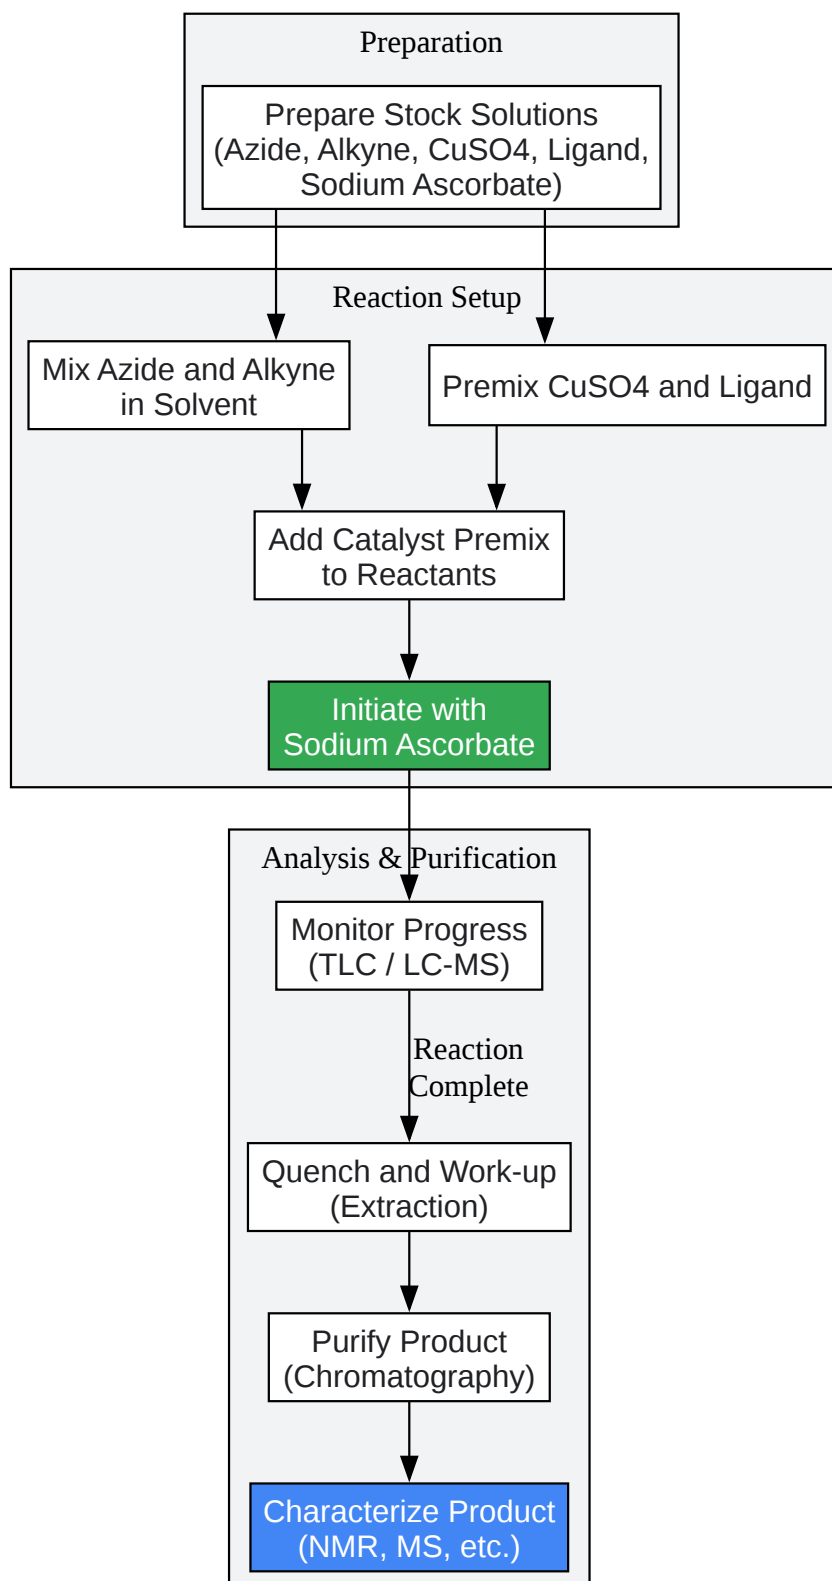 Preparation
Prepare Stock Solutions
(Azide, Alkyne, CuSO4, Ligand,
Sodium Ascorbate)
Reaction Setup
Mix Azide and Alkyne
in Solvent
Premix CuSO4 and Ligand
Add Catalyst Premix
to Reactants
Initiate with
Sodium Ascorbate
Analysis & Purification
Monitor Progress
(TLC / LC-MS)
Reaction
Complete
Quench and Work-up
(Extraction)
Purify Product
(Chromatography)
Characterize Product
(NMR, MS, etc.)